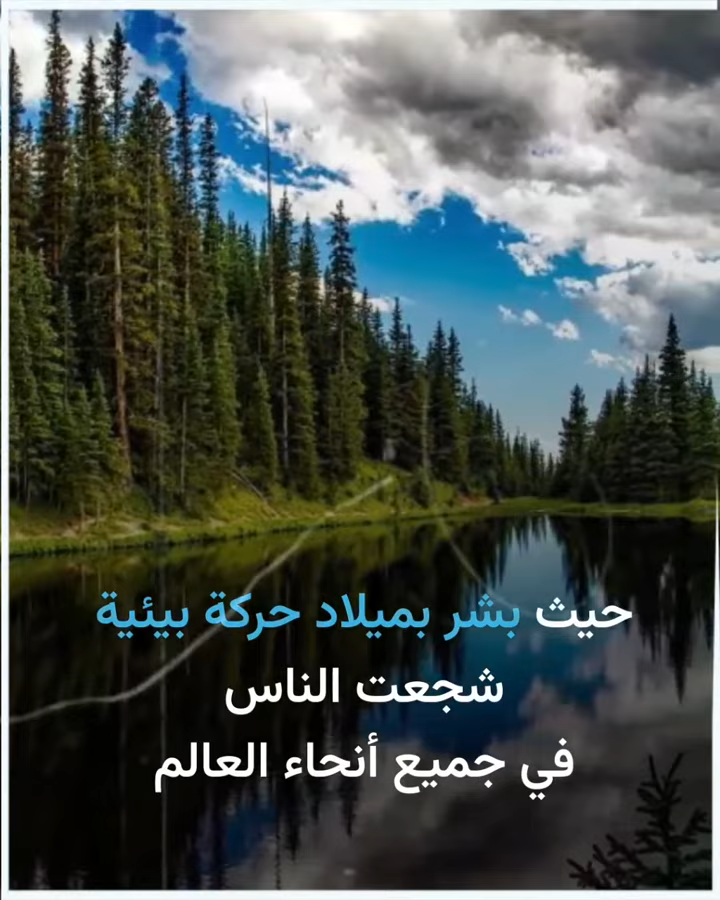 حيث بشر بميلاد حركة بيئية
شجعت الناس
في جميع أنحاء العالم